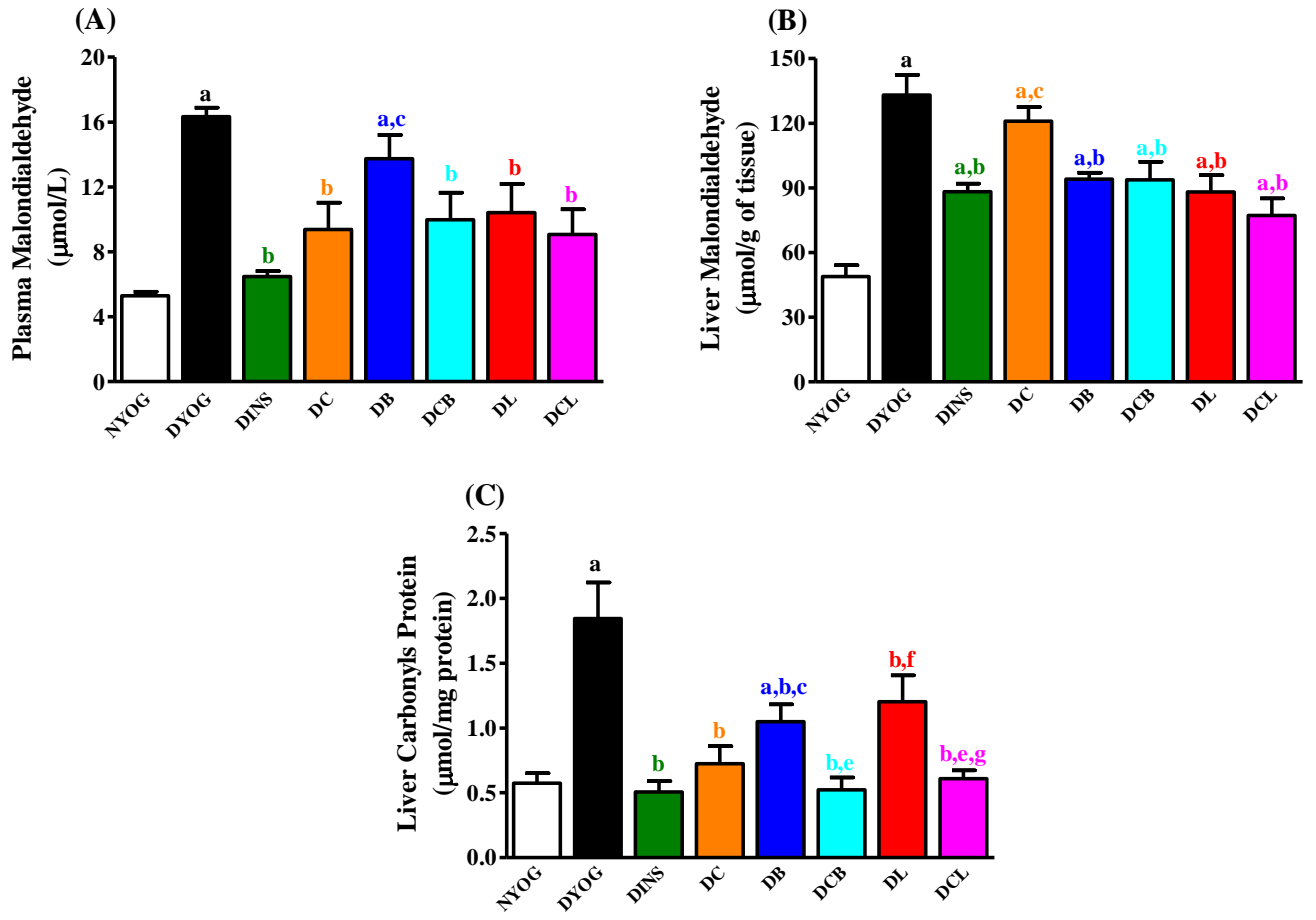 (A)
Plasma Malondialdehyde
(μmol/L)
20
16
12
8
4
0
a
b
b
a,c
b
b
b
NYOG
DYOG
DINS
DC
DB
DCB
DL
DCL
(B)
Liver Malondialdehyde
(μmol/g of tissue)
150
120
90
60
30
0
a
a,b
a,c
a,b
a,b
a,b
a,b
NYOG
DYOG
DINS
DC
DB
DCB
DL
DCL
(C)
Liver Carbonyls Protein
(μmol/mg protein)
2.5
2.0
1.5
1.0
0.5
0.0
a
b
b
a,b,c
b,e
b,f
b,e,g
NYOG
DYOG
DINS
DC
DB
DCB
DL
DCL